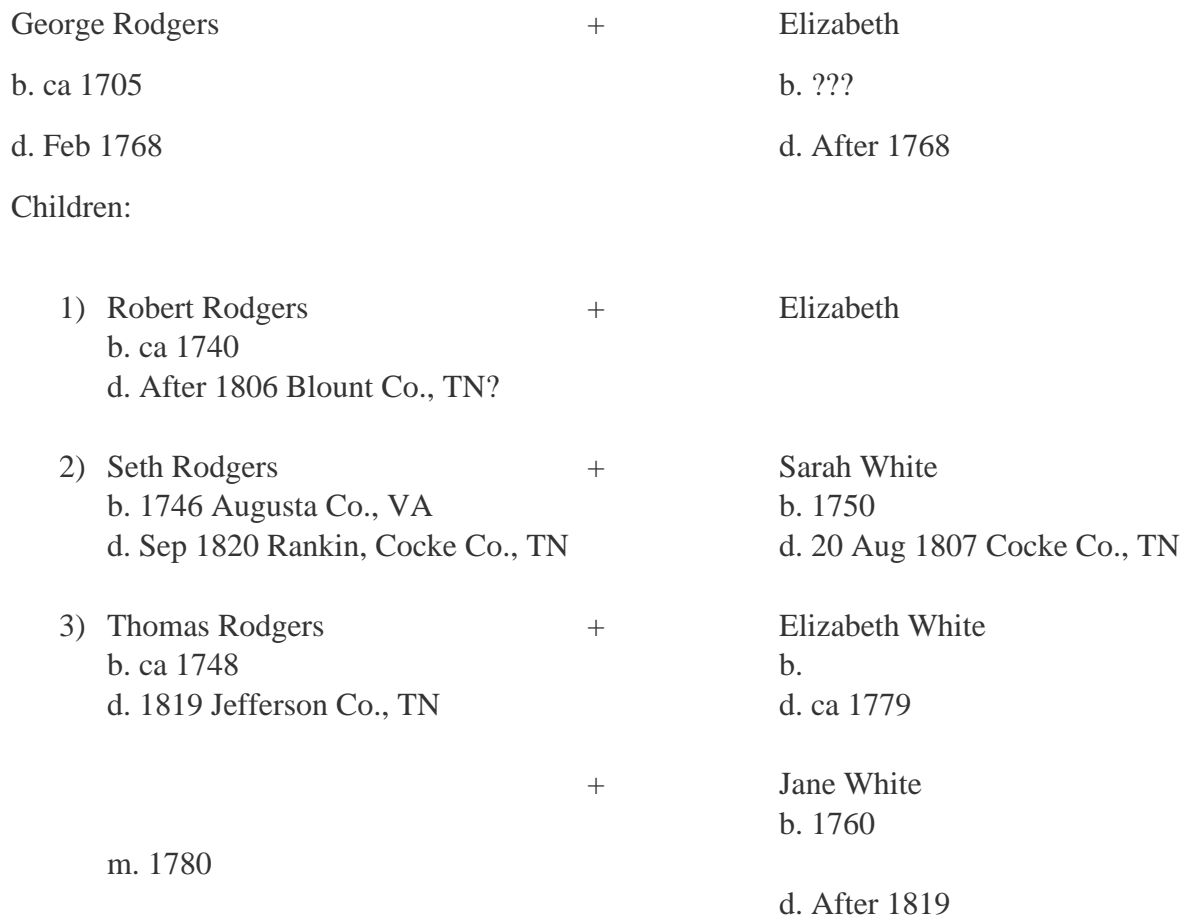 George Rodgers + Elizabeth
b. ca 1705 b. ???
d. Feb 1768 d. After 1768
Children:
1) Robert Rodgers + Elizabeth
b. ca 1740
d. After 1806 Blount Co., TN?
2) Seth Rodgers + Sarah White
b. 1746 Augusta Co., VA b. 1750
d. Sep 1820 Rankin, Cocke Co., TN d. 20 Aug 1807 Cocke Co., TN
3) Thomas Rodgers + Elizabeth White
b. ca 1748 b.
d. 1819 Jefferson Co., TN d. ca 1779
+ Jane White
b. 1760
m. 1780
d. After 1819